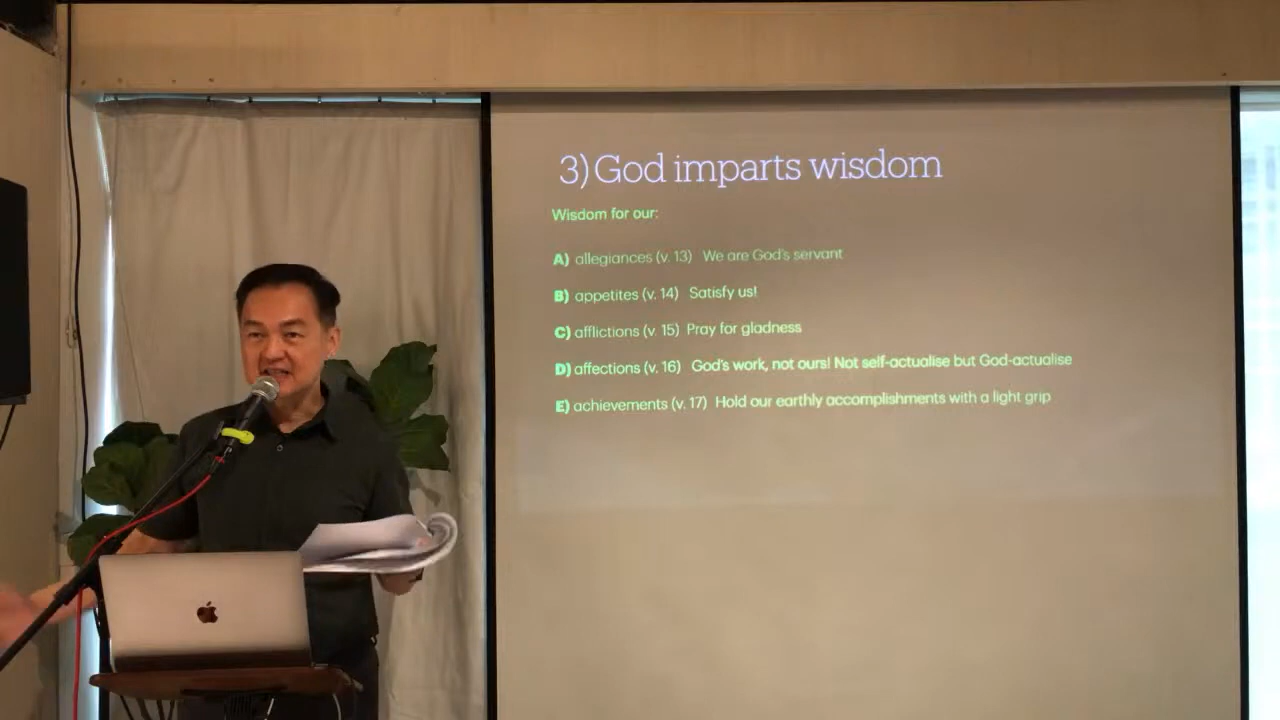 3) God imparts wisdom
Wisdom for our:
A) allegiances (v. 13) We are God's servant
B) appetites (v. 14) Satisfy us!
C) afflictions (v. 15) Pray for gladness
D) affections (v. 16) God's work, not ours! Not self-actualise but God-actualise
E) achievements (v. 17) Hold our earthly accomplishments with a light grip